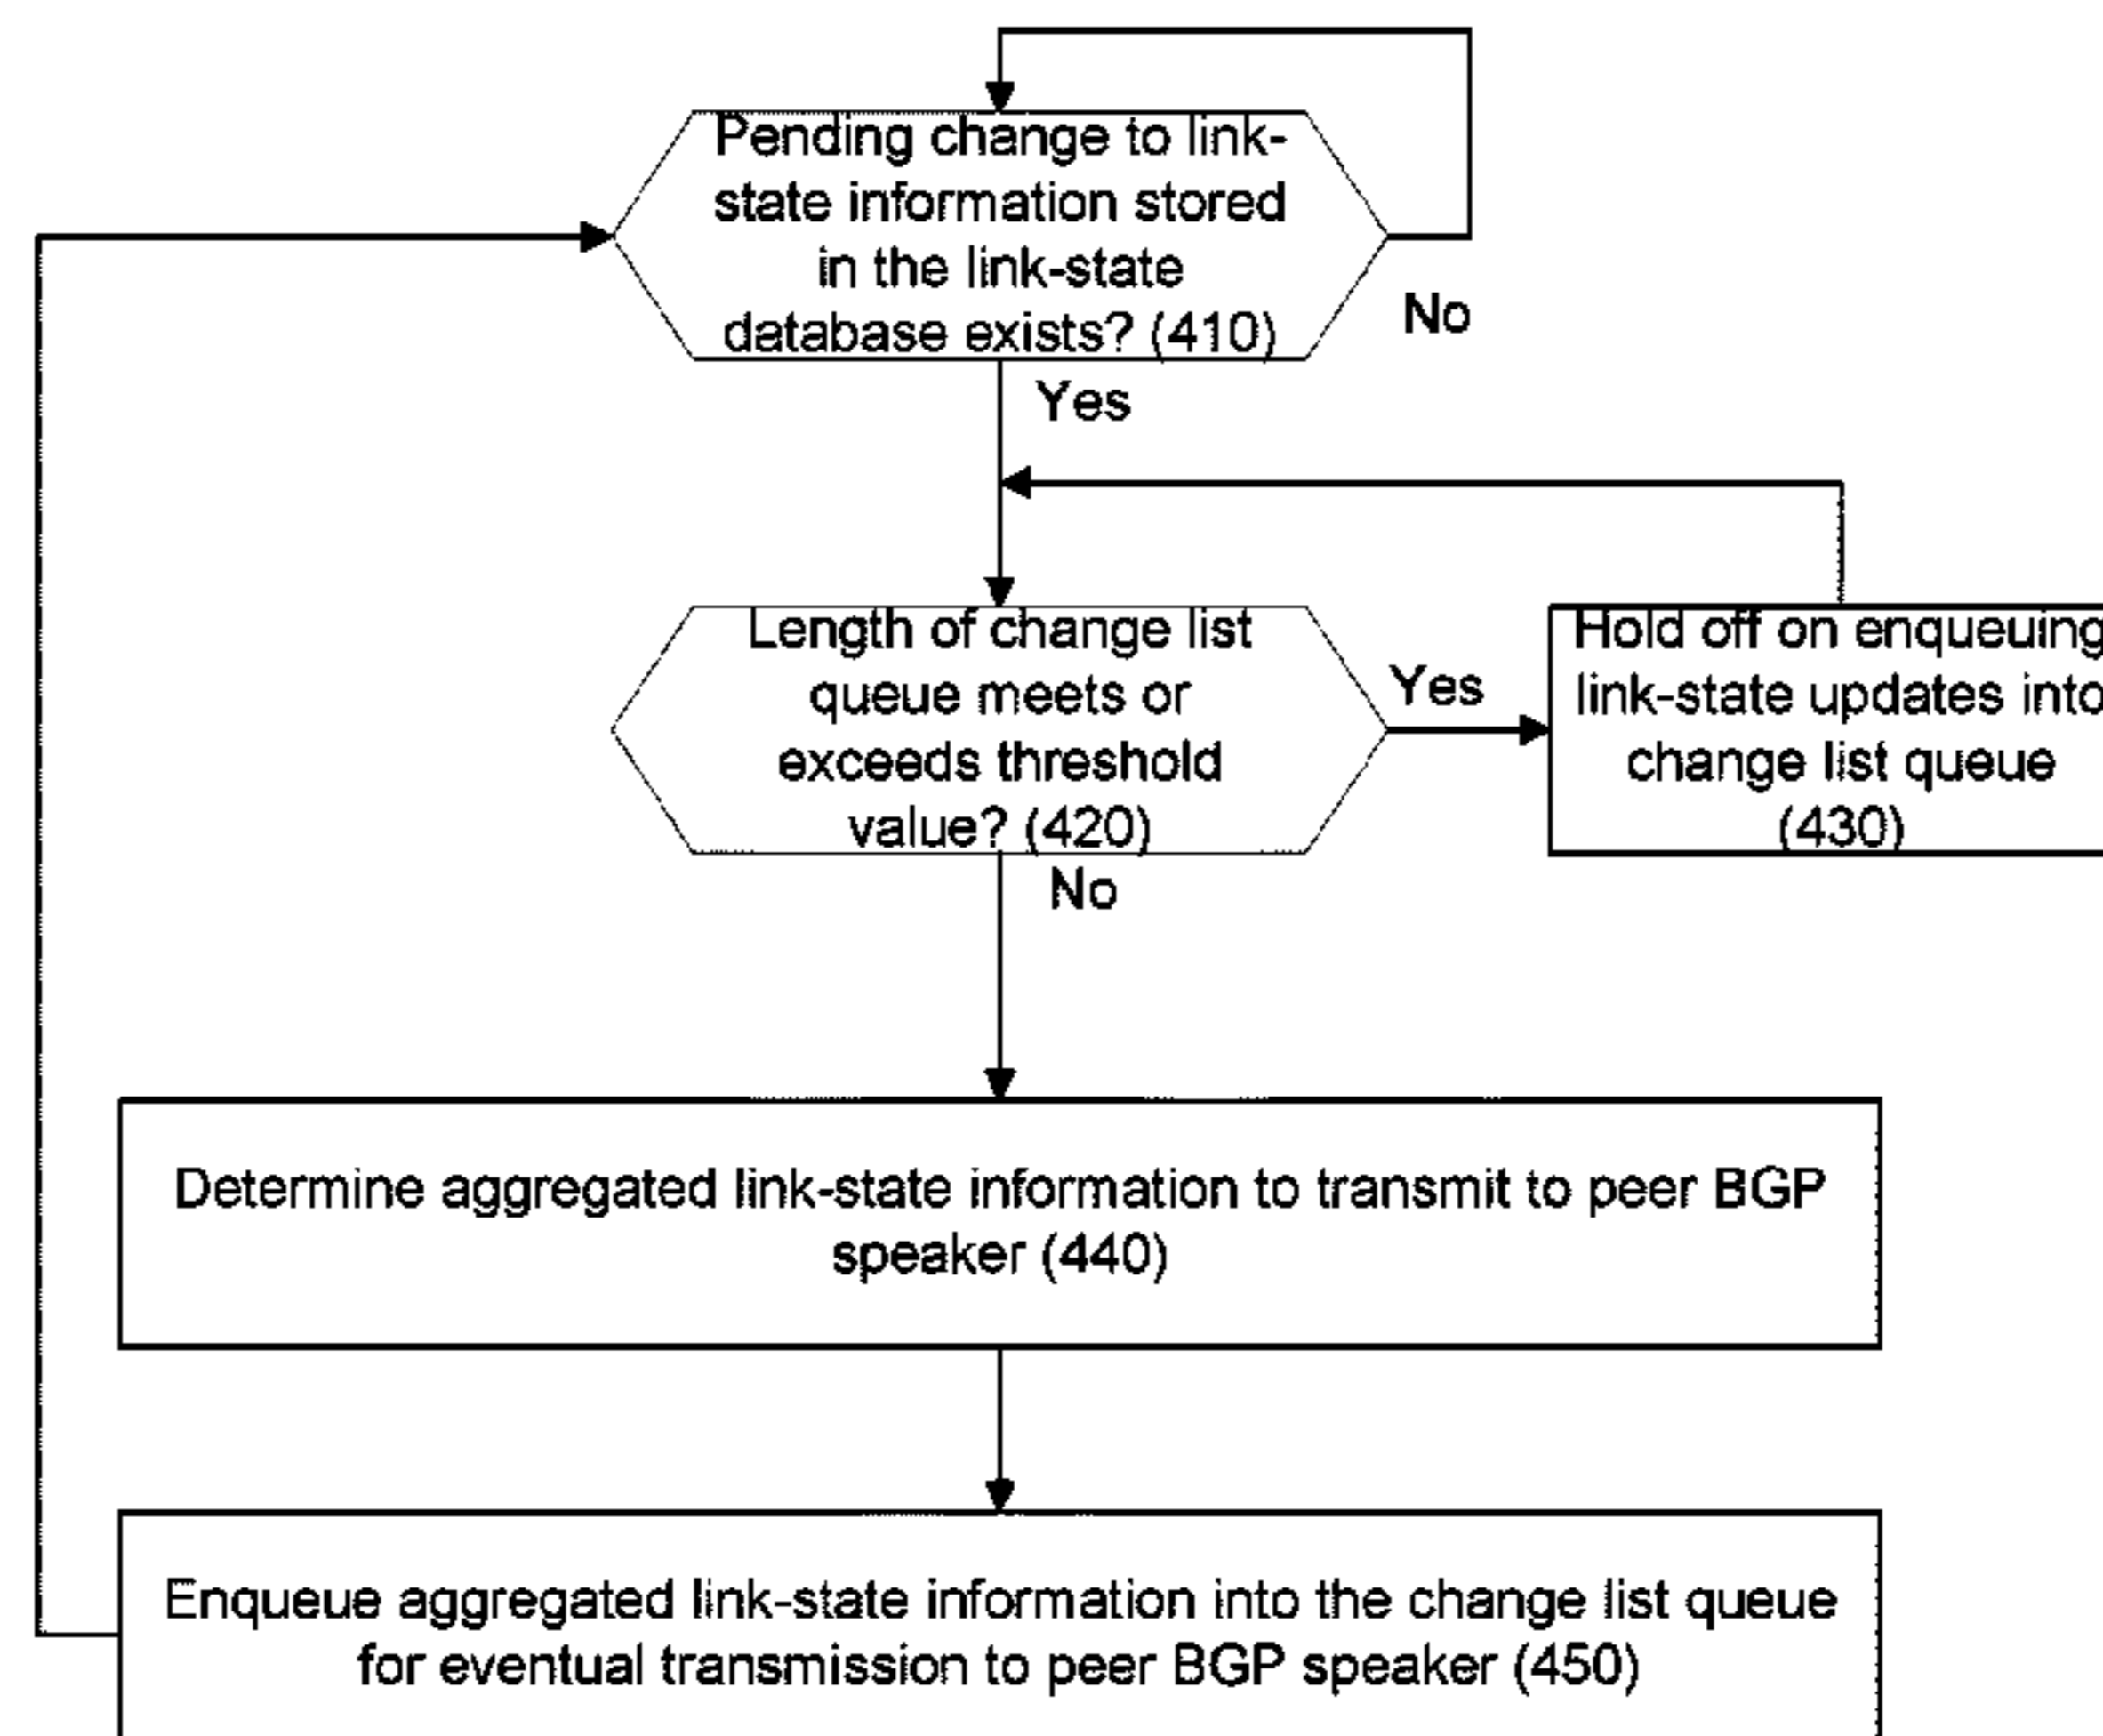 Pending change to link-
state information stored
in the link-state
database exists? (410)
No
Yes
Length of change list
queue meets or
exceeds threshold
value? (420)
Yes
Hold off on enqueuing
link-state updates into
change list queue
(430)
No
Determine aggregated link-state information to transmit to peer BGP
speaker (440)
Enqueue aggregated link-state information into the change list queue
for eventual transmission to peer BGP speaker (450)